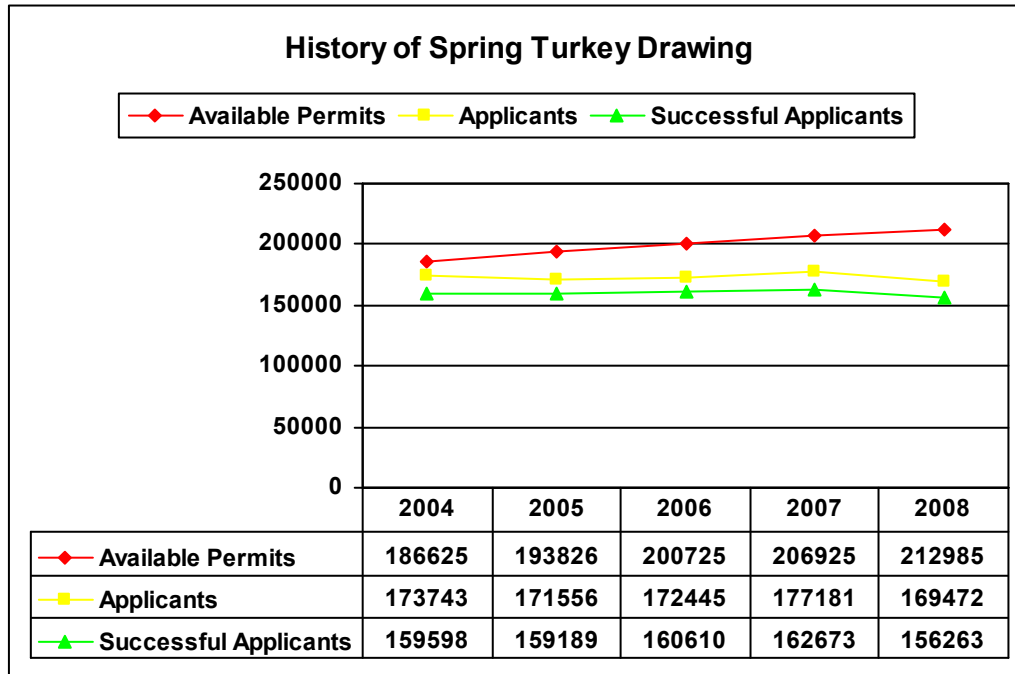 History of Spring Turkey Drawing
Available Permits Applicants Successful Applicants
250000
200000
150000
100000
50000
0
2004 2005 2006 2007 2008
Available Permits 186625 193826 200725 206925 212985
Applicants 173743 171556 172445 177181 169472
Successful Applicants 159598 159189 160610 162673 156263